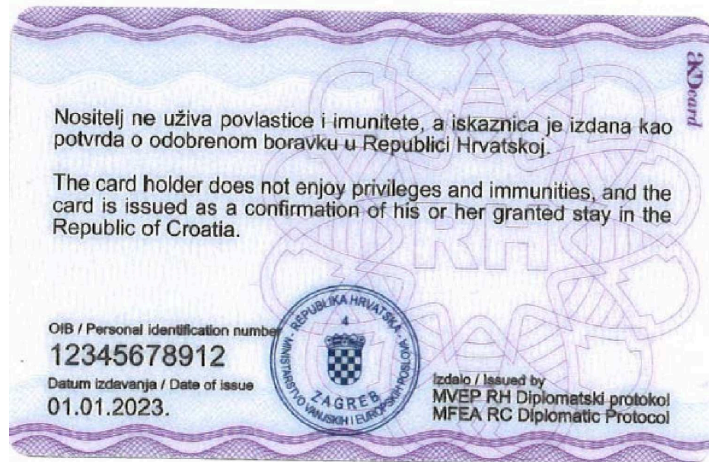 AKDcard
Nositelj ne uživa povlastice i imunitete, a iskaznica je izdana kao
potvrda o odobrenom boravku u Republici Hrvatskoj.
The card holder does not enjoy privileges and immunities, and the
card is issued as a confirmation of his or her granted stay in the
Republic of Croatia.
RH
OIB / Personal identification number
12345678912
Datum izdavanja / Date of issue
01.01.2023.
REPUBLIKA HRVATSKA - MINISTARSTVO VANJSKIH I EUROPSKIH POSLOVA
4
ZAGREB
Izdalo / Issued by
MVEP RH Diplomatski protokol
MFEA RC Diplomatic Protocol